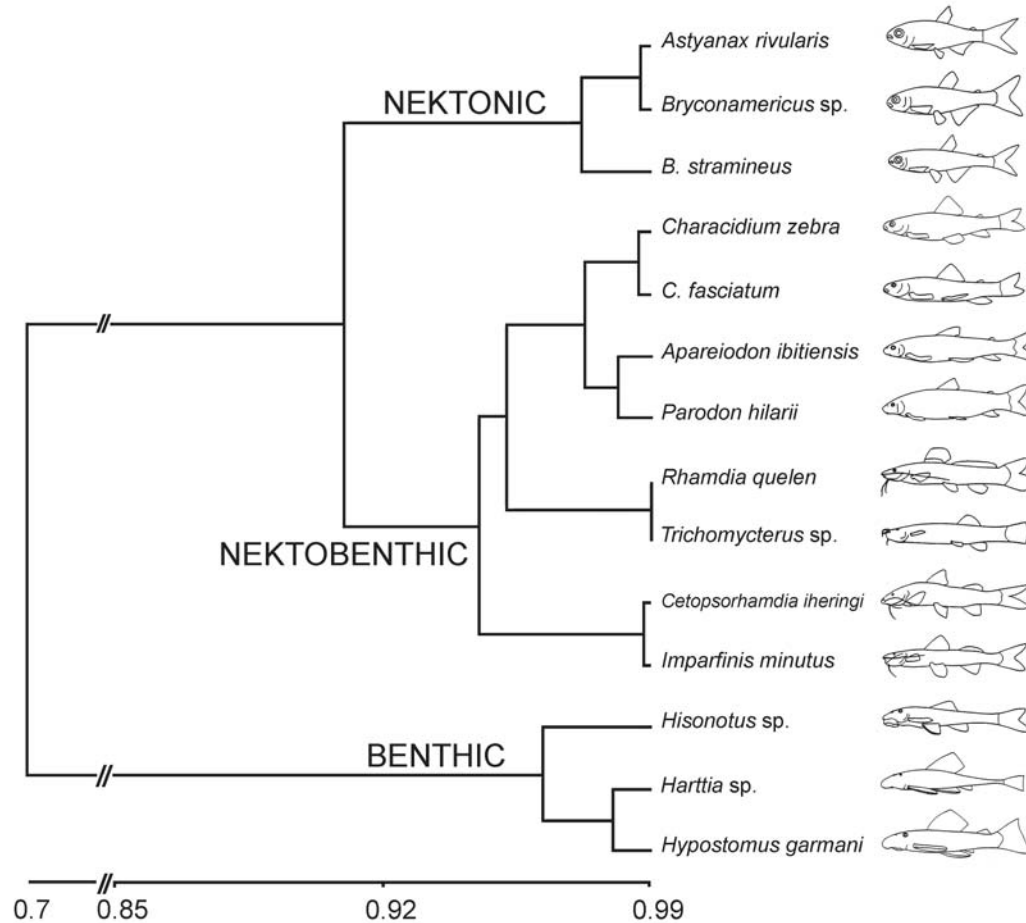 Astyanax rivularis
NEKTONIC
Bryconamericus sp.
B. stramineus
Characidium zebra
C. fasciatum
Apareiodon ibitiensis
Parodon hilarii
Rhamdia quelen
Trichomycterus sp.
NEKTOBENTHIC
Cetopsorhamdia iheringi
Imparfinis minutus
Hisonotus sp.
BENTHIC
Harttia sp.
Hypostomus garmani
0.7 0.85 0.92 0.99